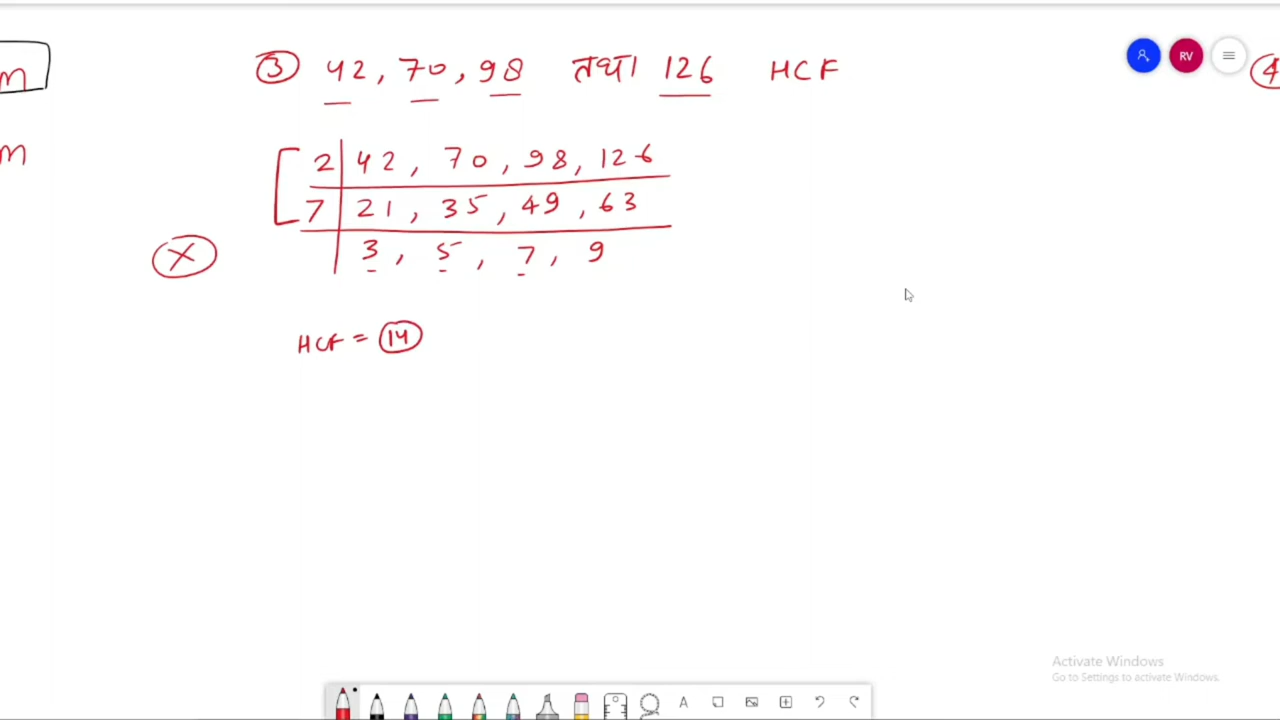 m
m
③ 42, 70, 98 तथा 126 HCF
④
RV
2 | 42, 70, 98, 126
7 | 21, 35, 49, 63
3, 5, 7, 9
X
HCF = 14
Activate Windows
Go to Settings to activate Windows.
A